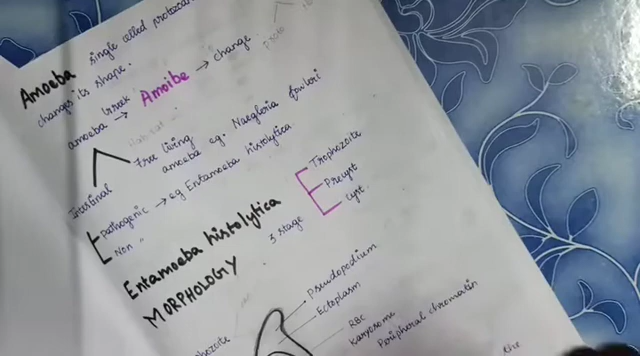 Amoeba single celled protozoa
changes its shape.
amoeba → Greek Amoibe → change
Free living
amoeba eg. Naegleria fowleri
Intestinal
Pathogenic → eg Entamoeba histolytica
Non "
Entamoeba histolytica
3 stage
Trophozoite
Precyst
cyst.
MORPHOLOGY
Pseudopodium
Ectoplasm
RBC
Karyosome
Peripheral chromatin
the